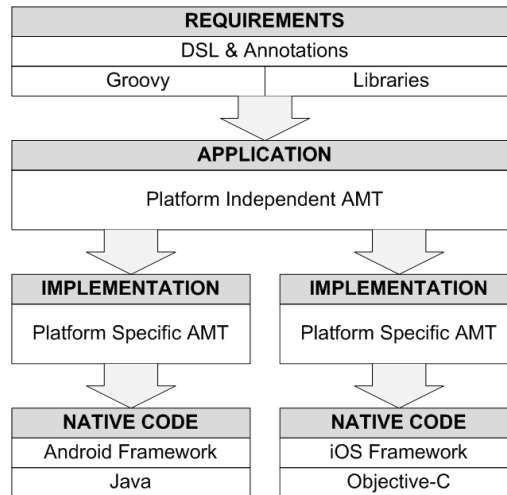 REQUIREMENTS
DSL & Annotations
Groovy
Libraries
APPLICATION
Platform Independent AMT
IMPLEMENTATION
Platform Specific AMT
IMPLEMENTATION
Platform Specific AMT
NATIVE CODE
Android Framework
Java
NATIVE CODE
iOS Framework
Objective-C